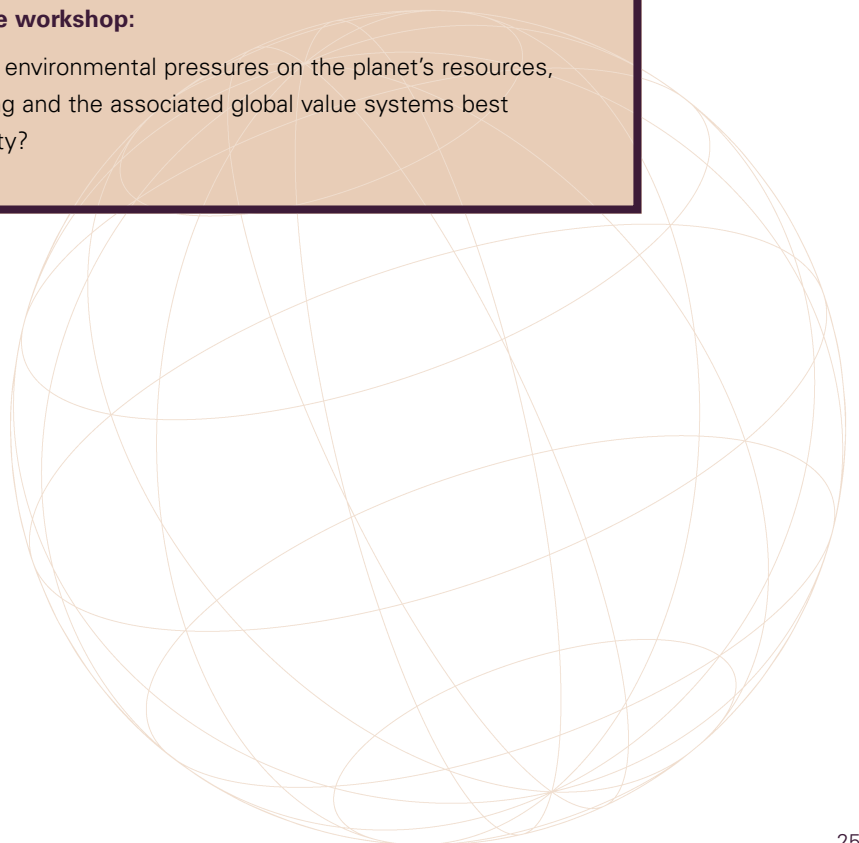 e workshop:
environmental pressures on the planet’s resources,
g and the associated global value systems best
ty?
25